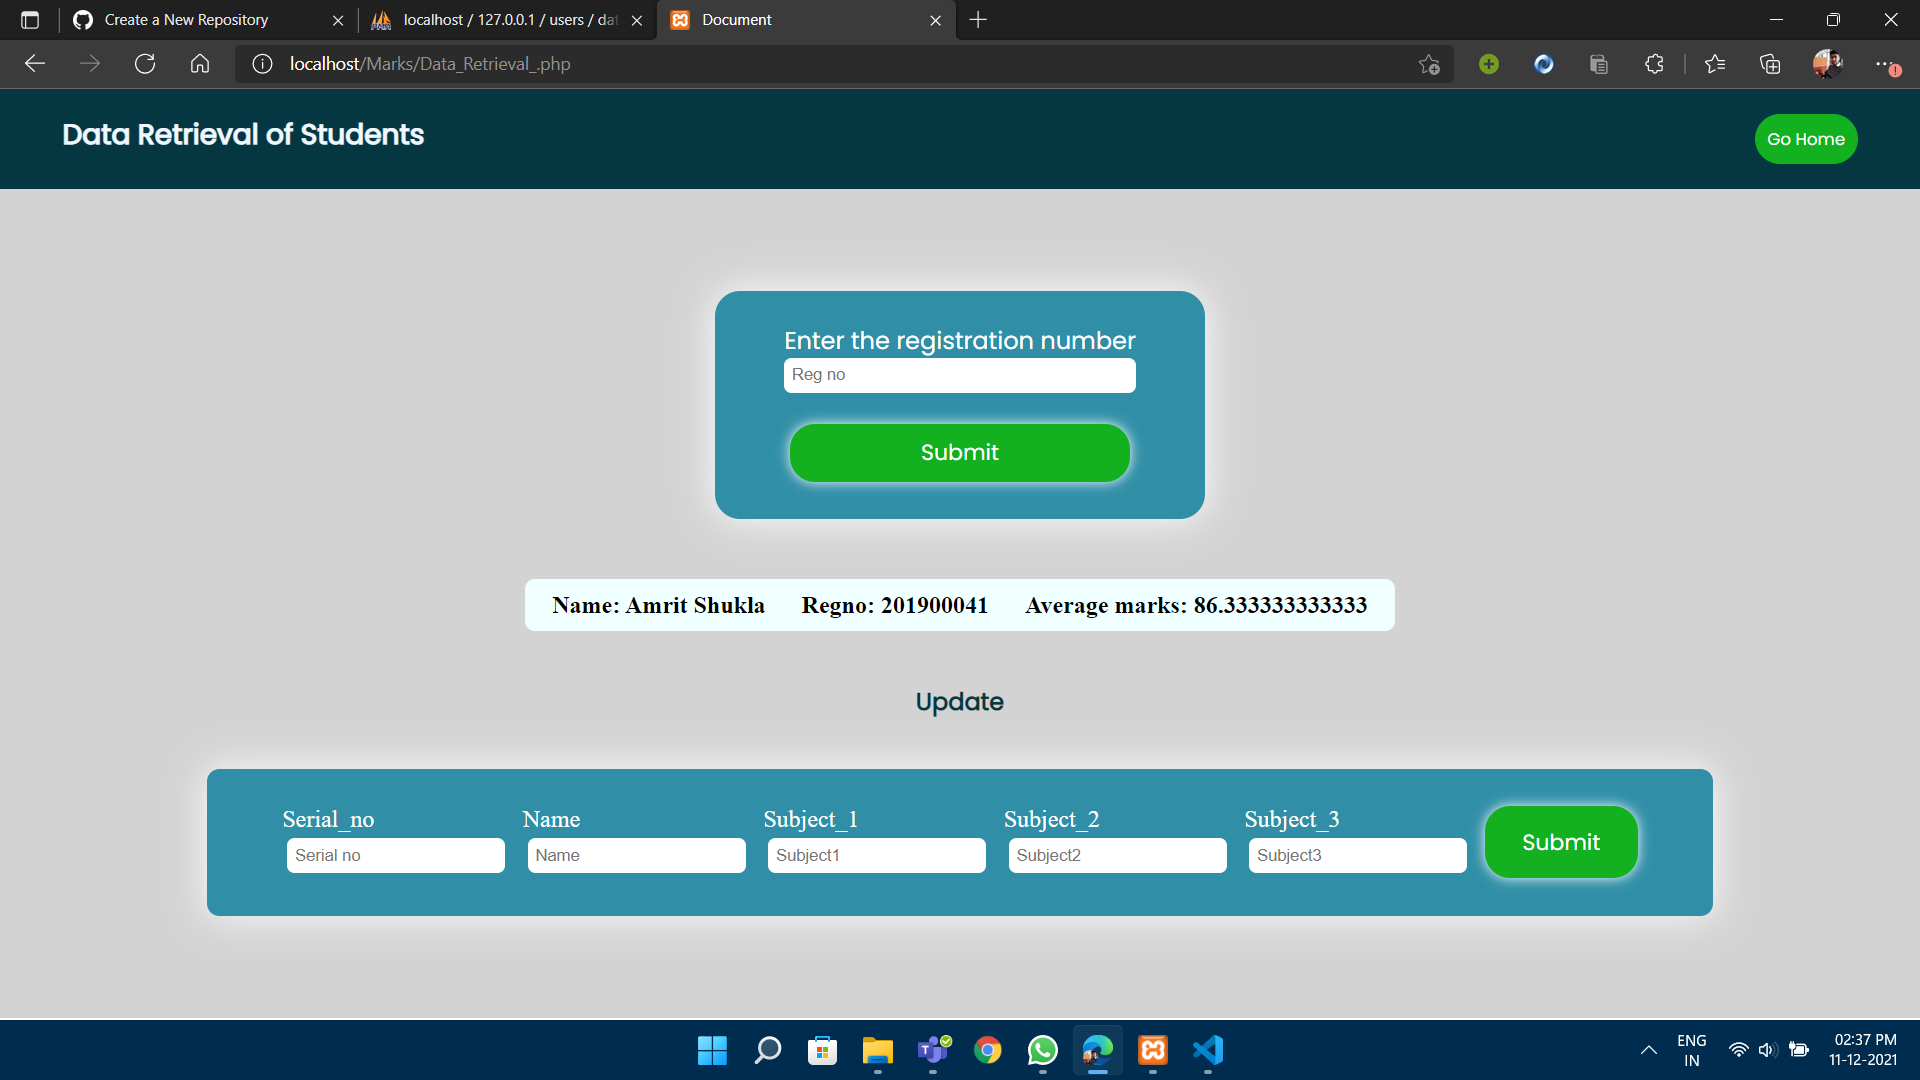 Create a New Repository
localhost / 127.0.0.1 / users / dat
Document
localhost/Marks/Data_Retrieval_.php
Data Retrieval of Students
Go Home
Enter the registration number
Reg no
Submit
Name: Amrit Shukla Regno: 201900041 Average marks: 86.333333333333
Update
Serial_no Name Subject_1 Subject_2 Subject_3
Serial no Name Subject1 Subject2 Subject3
Submit
ENG
IN
02:37 PM
11-12-2021